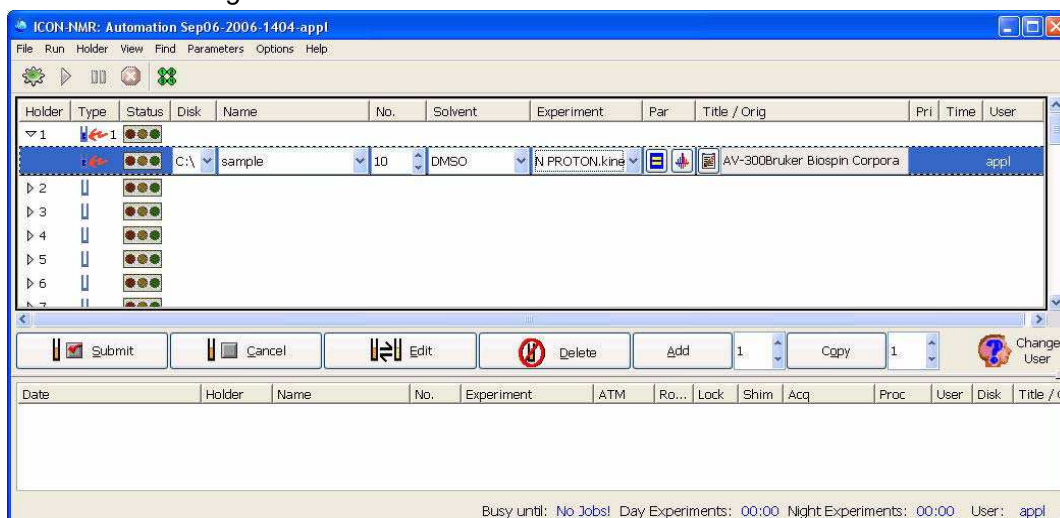 ICON-NMR: Automation Sep06-2006-1404-appl
File Run Holder View Find Parameters Options Help
Holder Type Status Disk Name No. Solvent Experiment Par Title / Orig Pri Time User
1 1
C:\ sample 10 DMSO N PROTON.kine AV-300Bruker Biospin Corpora appl
2
3
4
5
6
7
Submit Cancel Edit Delete Add 1 Copy 1 Change User
Date Holder Name No. Experiment ATM Ro... Lock Shim Acq Proc User Disk Title /
Busy until: No Jobs! Day Experiments: 00:00 Night Experiments: 00:00 User: appl